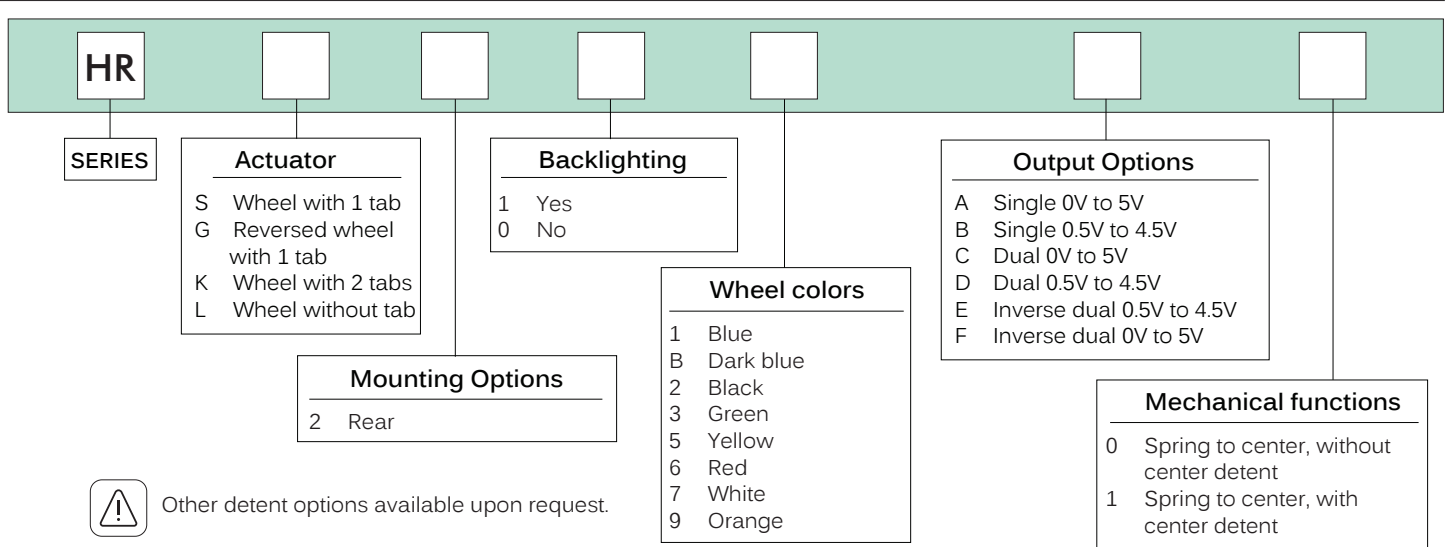 HR
SERIES
Actuator
S Wheel with 1 tab
G Reversed wheel
with 1 tab
K Wheel with 2 tabs
L Wheel without tab
Mounting Options
2 Rear
Backlighting
1 Yes
0 No
Wheel colors
1 Blue
B Dark blue
2 Black
3 Green
5 Yellow
6 Red
7 White
9 Orange
Output Options
A Single 0V to 5V
B Single 0.5V to 4.5V
C Dual 0V to 5V
D Dual 0.5V to 4.5V
E Inverse dual 0.5V to 4.5V
F Inverse dual 0V to 5V
Mechanical functions
0 Spring to center, without
center detent
1 Spring to center, with
center detent
Other detent options available upon request.